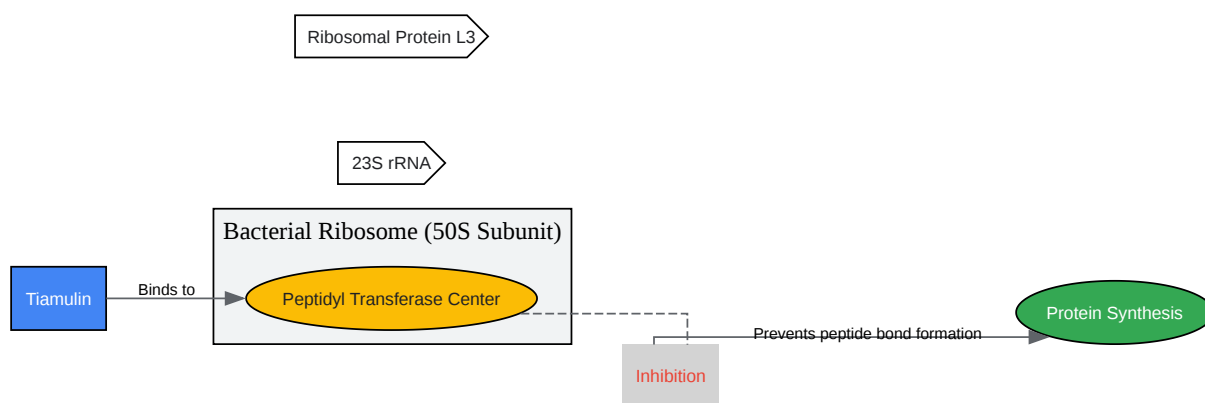 Ribosomal Protein L3
23S rRNA
Bacterial Ribosome (50S Subunit)
Tiamulin
Binds to
Peptidyl Transferase Center
Protein Synthesis
Prevents peptide bond formation
Inhibition